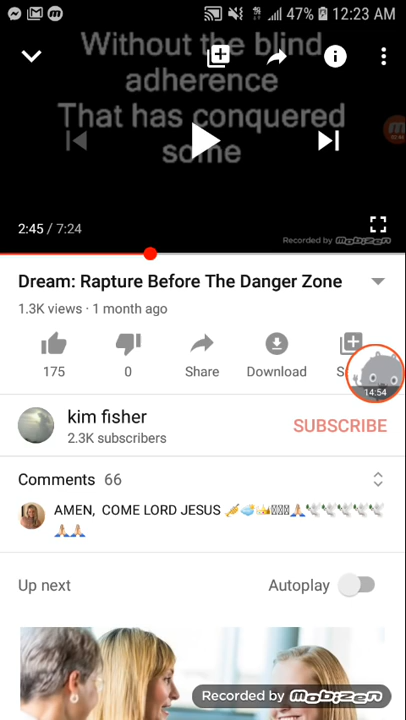 47% 12:23 AM
Without the blind
adherence
That has conquered
some
2:45 / 7:24
Recorded by Mobizen
Dream: Rapture Before The Danger Zone
1.3K views · 1 month ago
175 0 Share Download
14:54
kim fisher
SUBSCRIBE
2.3K subscribers
Comments 66
AMEN, COME LORD JESUS
Up next Autoplay
Recorded by Mobizen